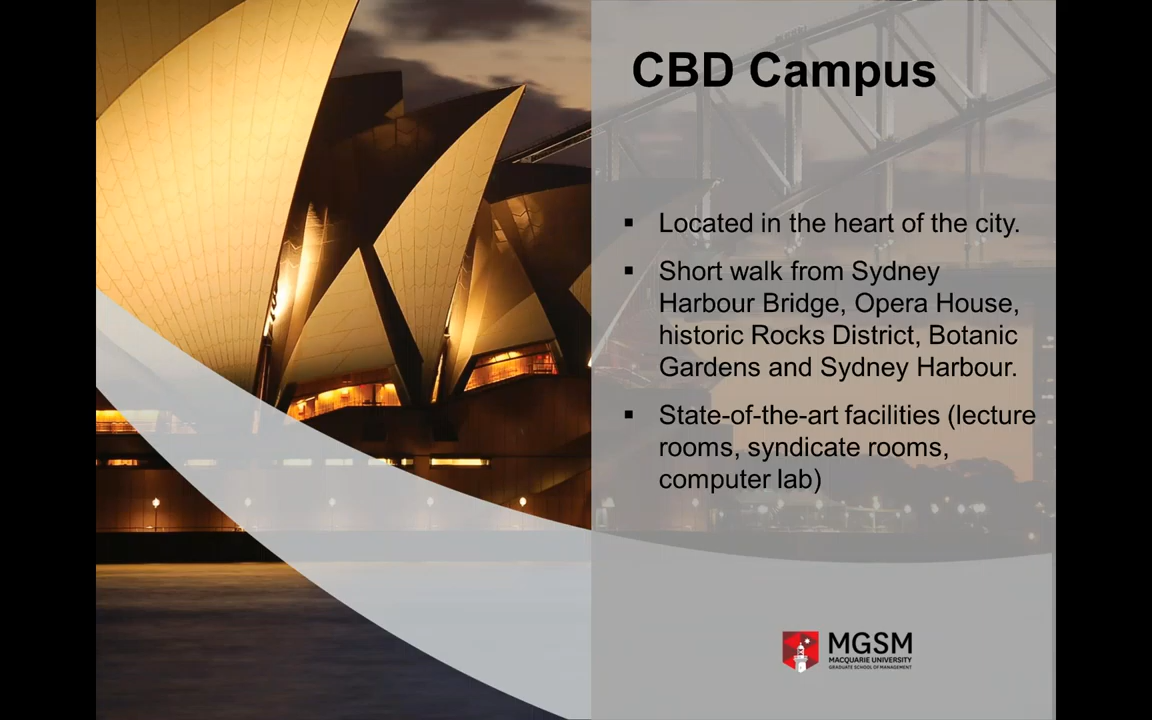 CBD Campus
▪ Located in the heart of the city.
▪ Short walk from Sydney
Harbour Bridge, Opera House,
historic Rocks District, Botanic
Gardens and Sydney Harbour.
▪ State-of-the-art facilities (lecture
rooms, syndicate rooms,
computer lab)
MGSM
MACQUARIE UNIVERSITY
GRADUATE SCHOOL OF MANAGEMENT